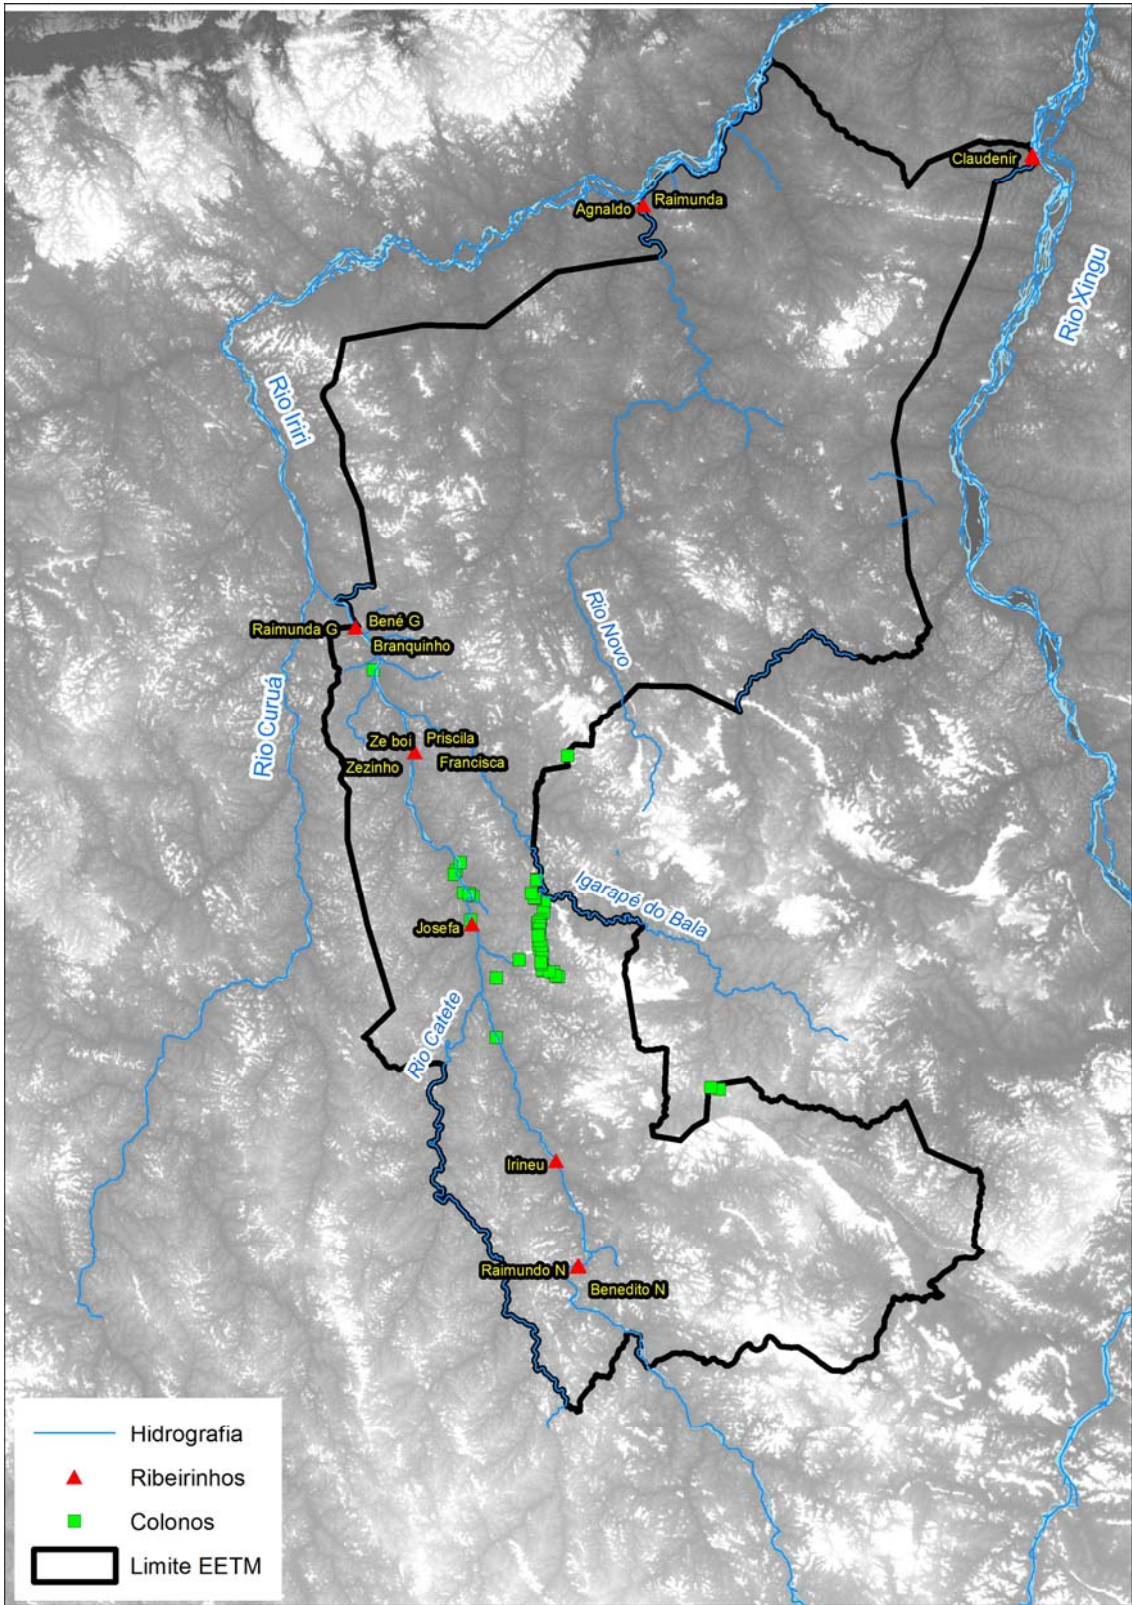 Claudenir
Raimunda
Agnaldo
Rio Xingu
Rio Iriri
Rio Novo
Bené G
Raimunda G
Branquinho
Rio Curuá
Ze boi
Priscila
Zezinho
Francisca
Igarapé do Bala
Josefa
Rio Catete
Irineu
Raimundo N
Benedito N
Hidrografia
Ribeirinhos
Colonos
Limite EETM